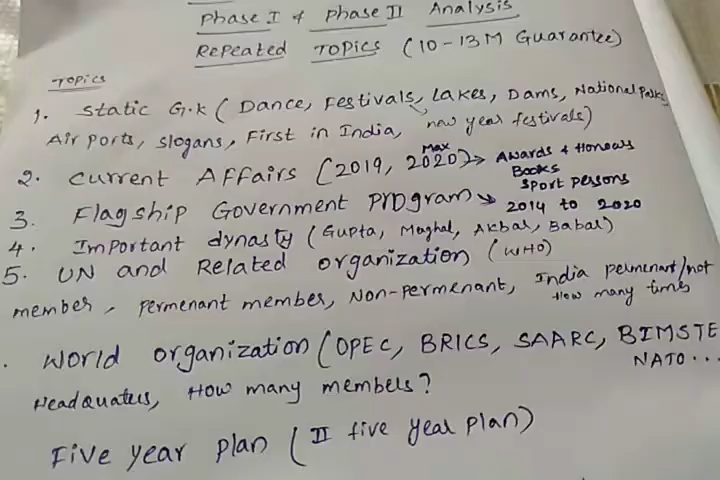 Phase I & Phase II Analysis
Repeated Topics (10-13M Guarantee)
Topics
1. Static G.K (Dance, Festivals, Lakes, Dams, National Parks,
Air ports, slogans, First in India, new year festivals)
2. Current Affairs (2019, 2020) Max → Awards & Honours
Books
Sport persons
3. Flagship Government Program → 2014 to 2020
4. Important dynasty (Gupta, Moghal, Akbar, Babar)
5. UN and Related organization (WHO)
member, permenant member, Non-permenant, India permenant/not
How many times
. World organization (OPEC, BRICS, SAARC, BIMSTE
NATO...
Headquaters, How many members?
Five year plan (II five year plan)